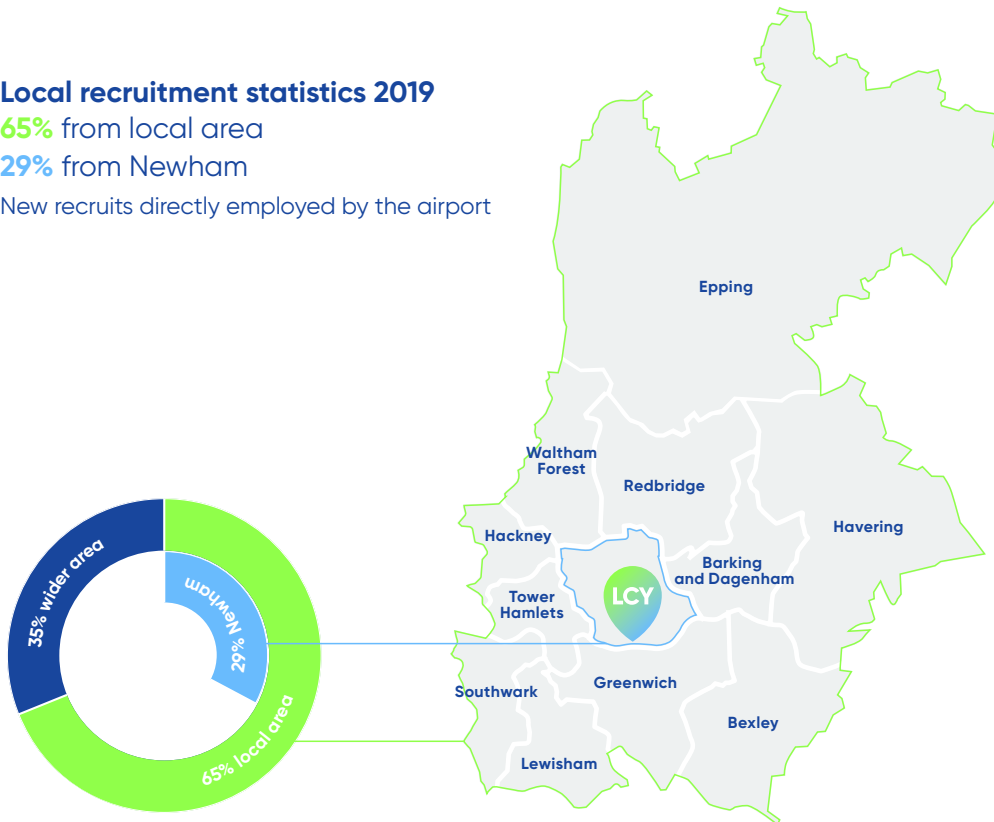 Local recruitment statistics 2019
65% from local area
29% from Newham
New recruits directly employed by the airport
Epping
Waltham
Forest
Redbridge
Hackney
Havering
Barking
and Dagenham
Tower
Hamlets
LCY
Southwark
Greenwich
Bexley
Lewisham
35% wider area
29% Newham
65% local area